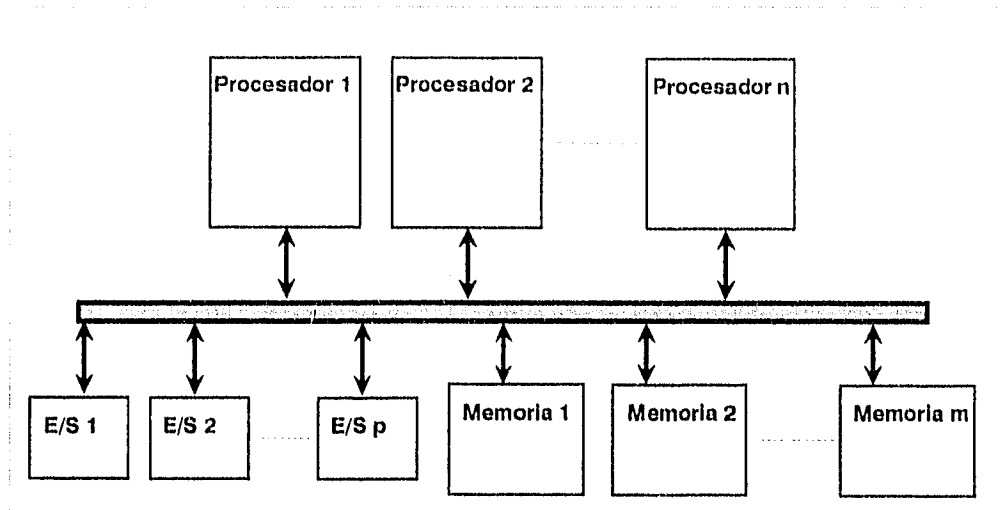 Procesador 1
Procesador 2
Procesador n
E/S 1
E/S 2
E/S p
Memoria 1
Memoria 2
Memoria m